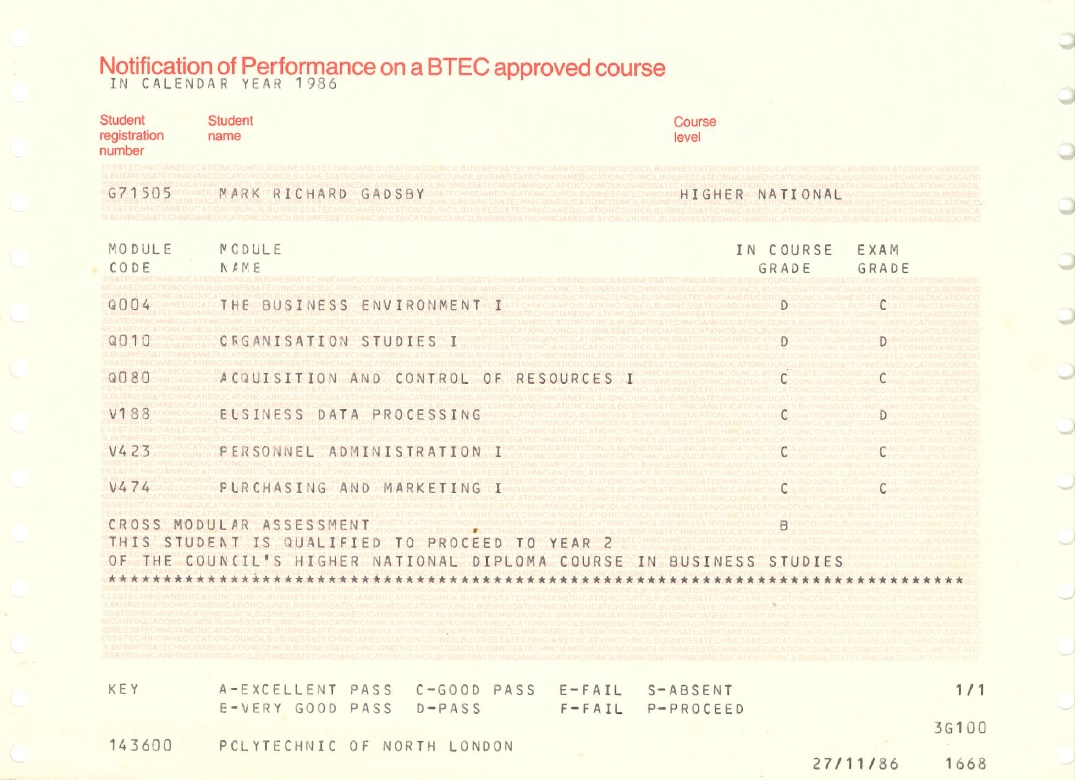 Notification of Performance on a BTEC approved course
IN CALENDAR YEAR 1986
Student registration number Student name Course level
G71505 MARK RICHARD GADSBY HIGHER NATIONAL
MODULE CODE MODULE NAME IN COURSE GRADE EXAM GRADE
Q004 THE BUSINESS ENVIRONMENT I D C
Q010 ORGANISATION STUDIES I D D
Q080 ACQUISITION AND CONTROL OF RESOURCES I C C
V188 BUSINESS DATA PROCESSING C D
V423 PERSONNEL ADMINISTRATION I C C
V474 PURCHASING AND MARKETING I C C
CROSS MODULAR ASSESSMENT B
THIS STUDENT IS QUALIFIED TO PROCEED TO YEAR 2
OF THE COUNCIL'S HIGHER NATIONAL DIPLOMA COURSE IN BUSINESS STUDIES
*******************************************************************************
KEY A-EXCELLENT PASS C-GOOD PASS E-FAIL S-ABSENT 1/1
B-VERY GOOD PASS D-PASS F-FAIL P-PROCEED
3G100
143600 POLYTECHNIC OF NORTH LONDON
27/11/86 1668